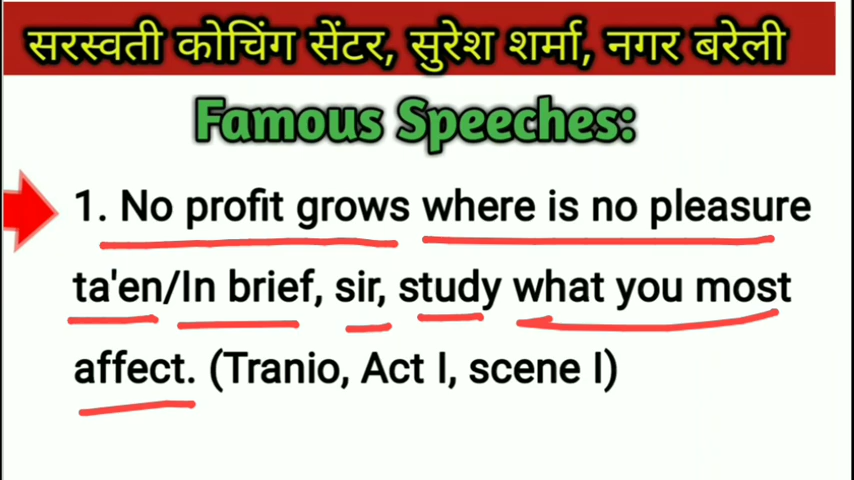 सरस्वती कोचिंग सेंटर, सुरेश शर्मा, नगर बरेली
Famous Speeches:
1. No profit grows where is no pleasure
ta'en/In brief, sir, study what you most
affect. (Tranio, Act I, scene I)